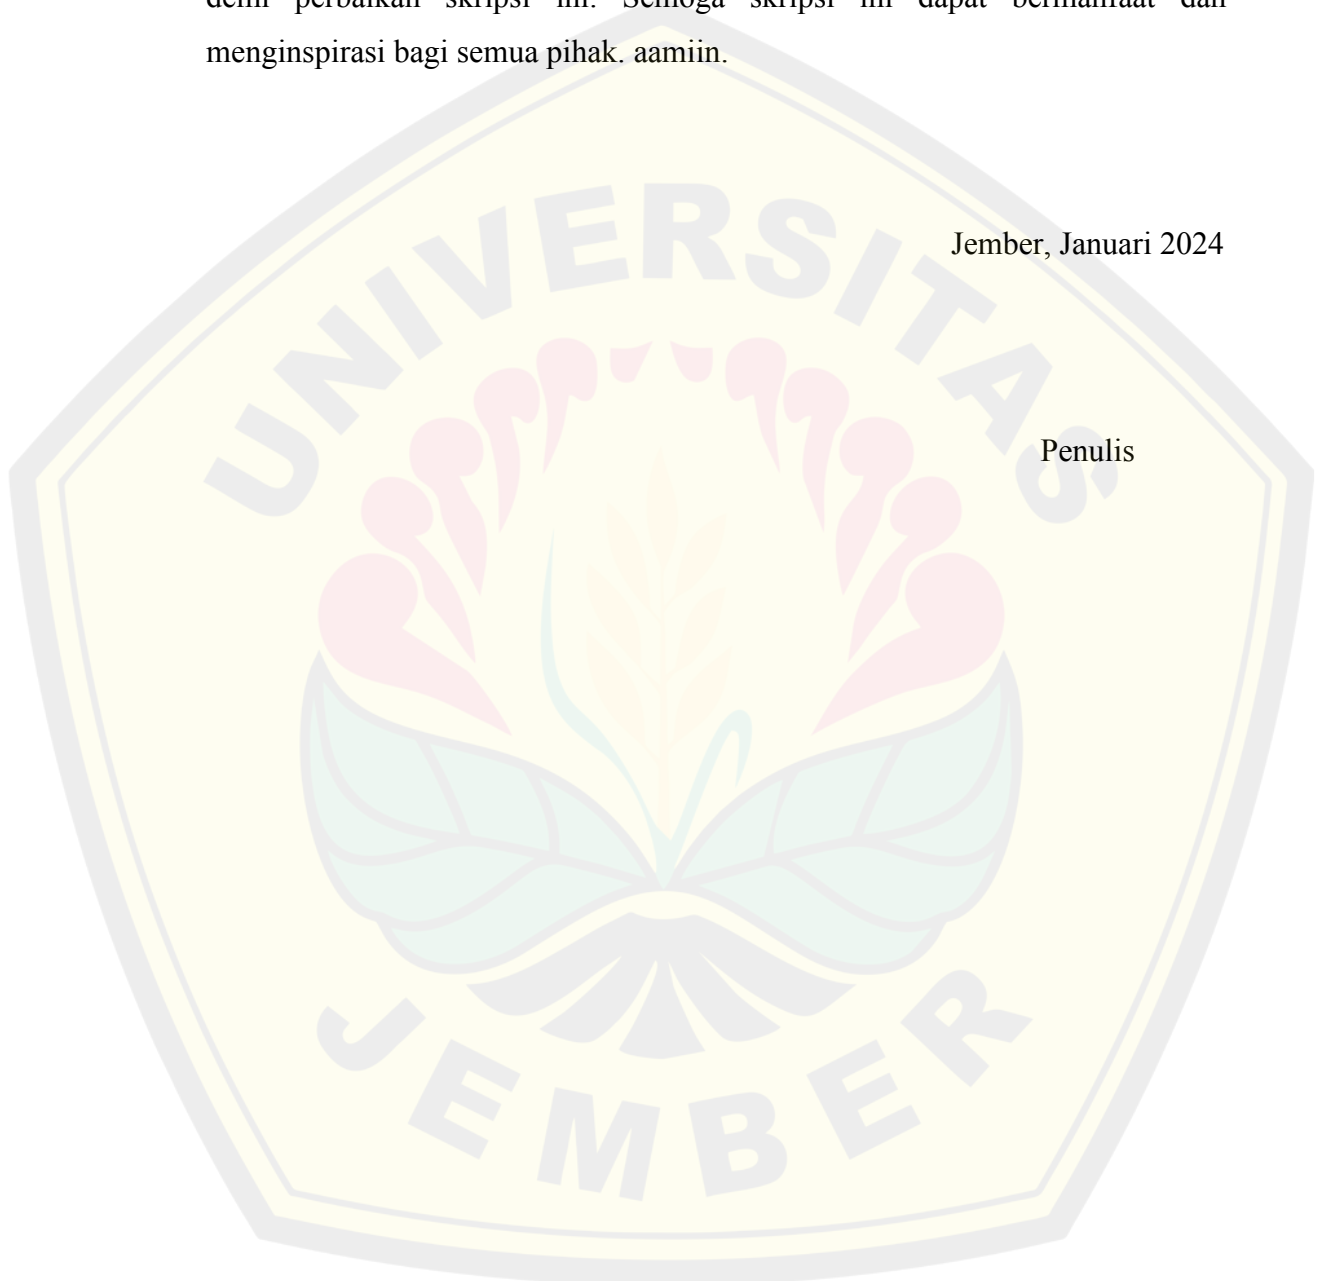 demi perbaikan skripsi ini. Semoga skripsi ini dapat bermanfaat dan
menginspirasi bagi semua pihak. aamiin.
Jember, Januari 2024
Penulis
UNIVERSITAS
JEMBER